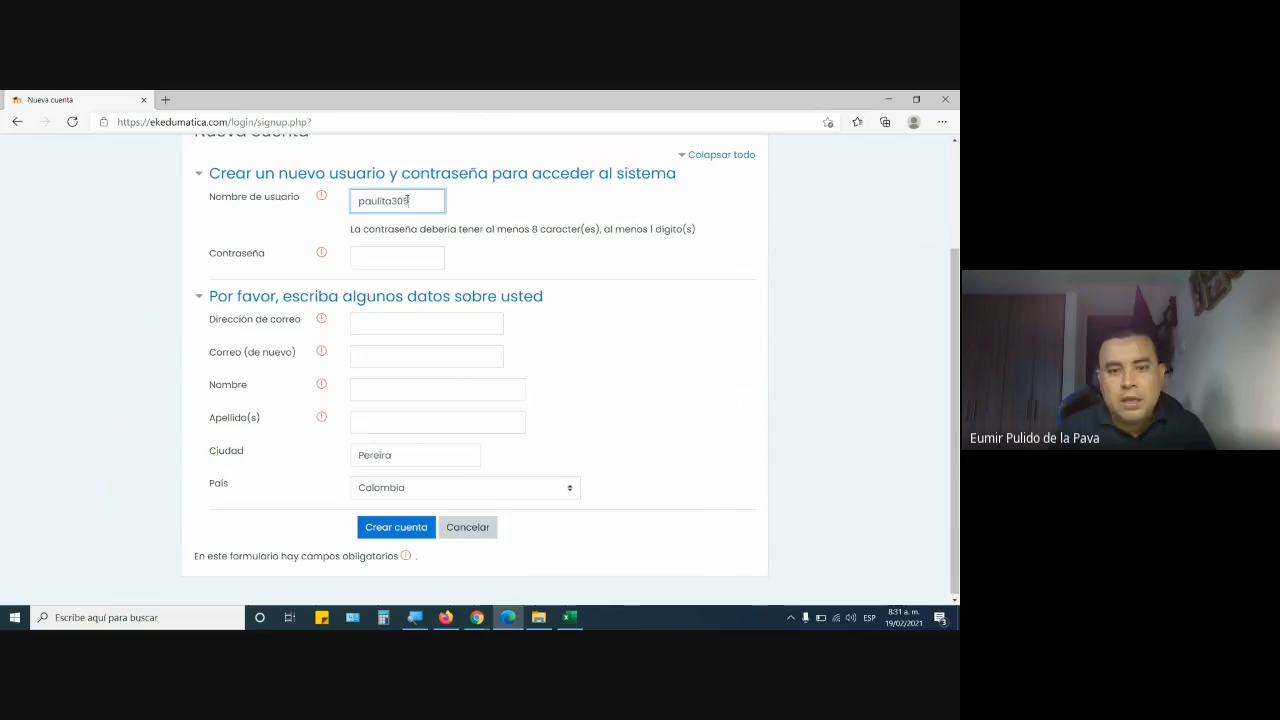 Nueva cuenta
https://ekedumatica.com/login/signup.php?
Nueva cuenta
Colapsar todo
Crear un nuevo usuario y contraseña para acceder al sistema
Nombre de usuario
paulita309
La contraseña debería tener al menos 8 caracter(es), al menos 1 dígito(s)
Contraseña
Por favor, escriba algunos datos sobre usted
Dirección de correo
Correo (de nuevo)
Nombre
Apellido(s)
Ciudad
Pereira
País
Colombia
Crear cuenta
Cancelar
En este formulario hay campos obligatorios .
Eumir Pulido de la Pava
Escribe aquí para buscar
ESP
8:31 a. m.
19/02/2021
3